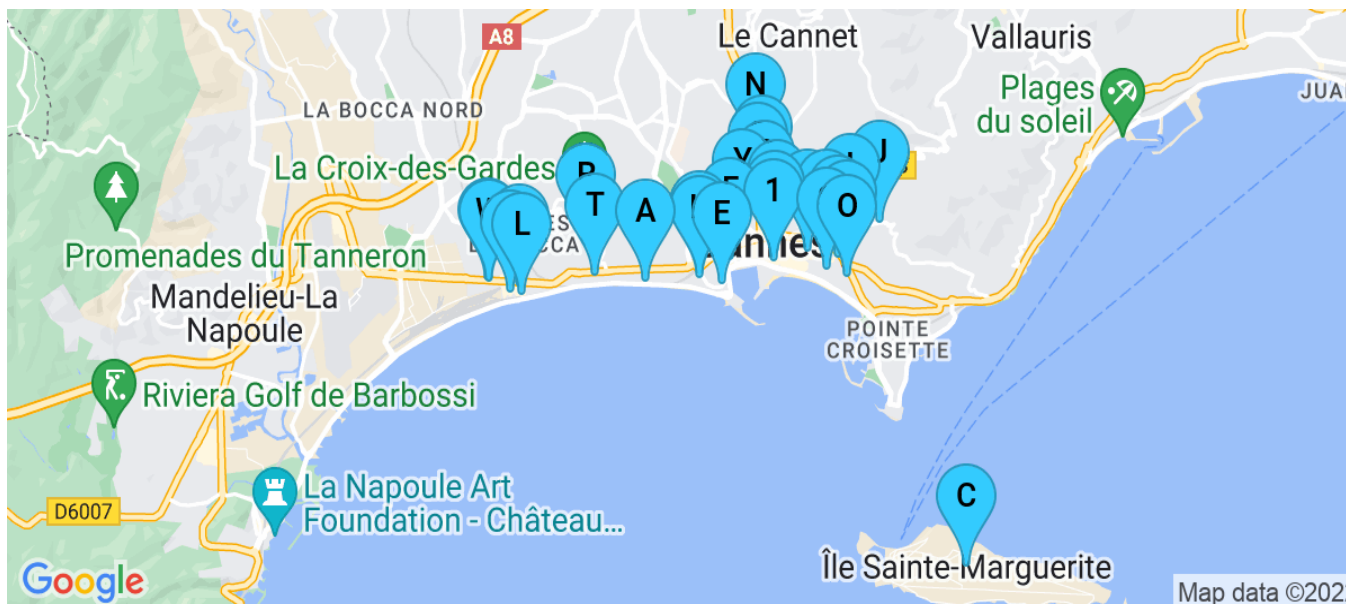 Le Cannet
Vallauris
A8
N
LA BOCCA NORD
Plages
du soleil
JUA
La Croix-des-Gardes
Y
J
P
T
A
E
1
O
L
Promenades du Tanneron
Mandelieu-La
Napoule
POINTE
CROISETTE
Riviera Golf de Barbossi
La Napoule Art
Foundation - Château...
D6007
C
Île Sainte-Marguerite
Google
Map data ©2022